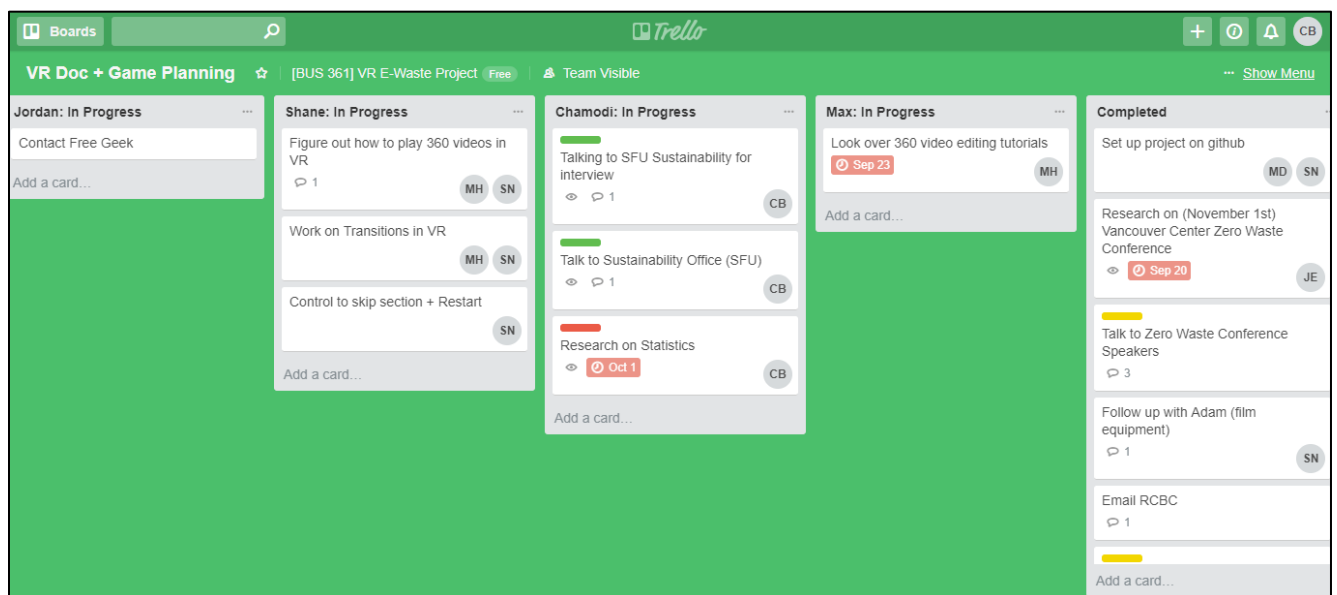 Boards
Trello
CB
VR Doc + Game Planning
[BUS 361] VR E-Waste Project Free
Team Visible
Show Menu
Jordan: In Progress
Contact Free Geek
Add a card...
Shane: In Progress
Figure out how to play 360 videos in
VR
1
MH SN
Work on Transitions in VR
MH SN
Control to skip section + Restart
SN
Add a card...
Chamodi: In Progress
Talking to SFU Sustainability for
interview
1
CB
Talk to Sustainability Office (SFU)
1
CB
Research on Statistics
Oct 1
CB
Add a card...
Max: In Progress
Look over 360 video editing tutorials
Sep 23
MH
Add a card...
Completed
Set up project on github
MD SN
Research on (November 1st)
Vancouver Center Zero Waste
Conference
Sep 20
JE
Talk to Zero Waste Conference
Speakers
3
Follow up with Adam (film
equipment)
1
SN
Email RCBC
1
Add a card...